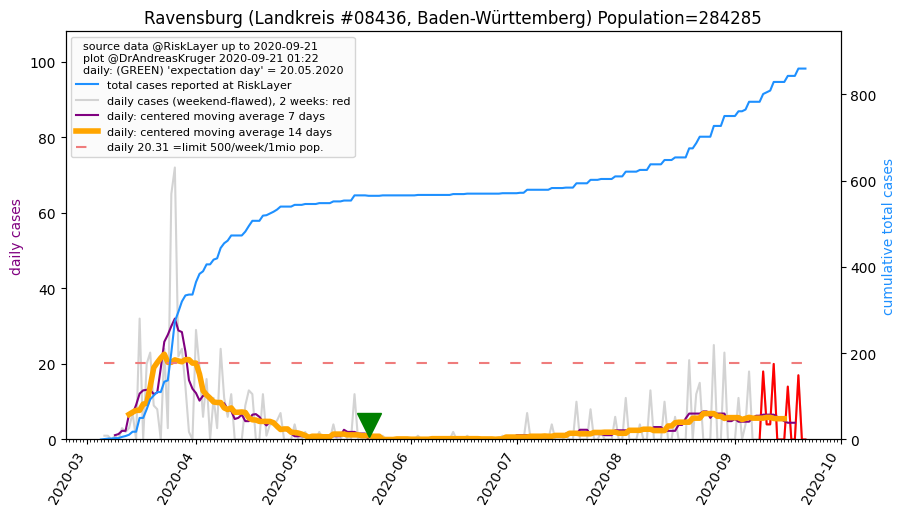 Ravensburg (Landkreis #08436, Baden-Württemberg) Population=284285
source data @RiskLayer up to 2020-09-21
plot @DrAndreasKruger 2020-09-21 01:22
daily: (GREEN) 'expectation day' = 20.05.2020
total cases reported at RiskLayer
daily cases (weekend-flawed), 2 weeks: red
daily: centered moving average 7 days
daily: centered moving average 14 days
daily 20.31 =limit 500/week/1mio pop.
daily cases
100
80
60
40
20
0
cumulative total cases
800
600
400
200
0
2020-03
2020-04
2020-05
2020-06
2020-07
2020-08
2020-09
2020-10